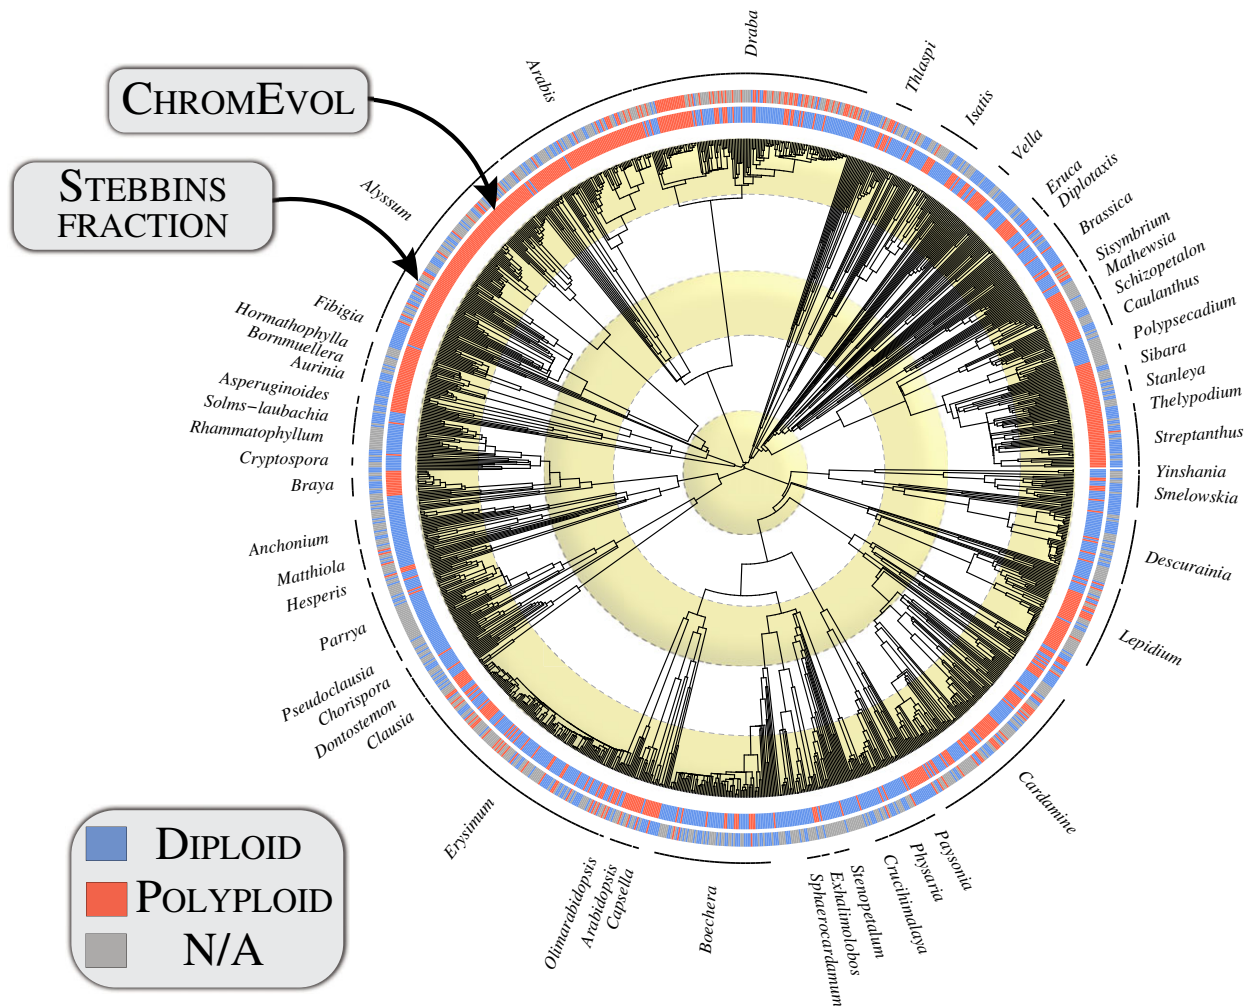 CHROMEVOL
STEBBINS
FRACTION
Draba
Thlaspi
Isatis
Vella
Eruca
Diplotaxis
Brassica
Sisymbrium
Mathewsia
Schizopetalon
Caulanthus
Polypsecadium
Sibara
Stanleya
Thelypodium
Streptanthus
Yinshania
Smelowskia
Descurainia
Lepidium
Cardamine
Paysonia
Physaria
Crucihimalaya
Stenopetalum
Exhalimolobos
Sphaerocardamum
Boechera
Capsella
Arabidopsis
Olimarabidopsis
Erysimum
Clausia
Dontostemon
Chorispora
Pseudoclausia
Parrya
Hesperis
Matthiola
Anchonium
Braya
Cryptospora
Rhammatophyllum
Solms-laubachia
Asperuginoides
Aurinia
Bornmuellera
Hormathophylla
Fibigia
Alyssum
Arabis
DIPLOID
POLYPLOID
N/A